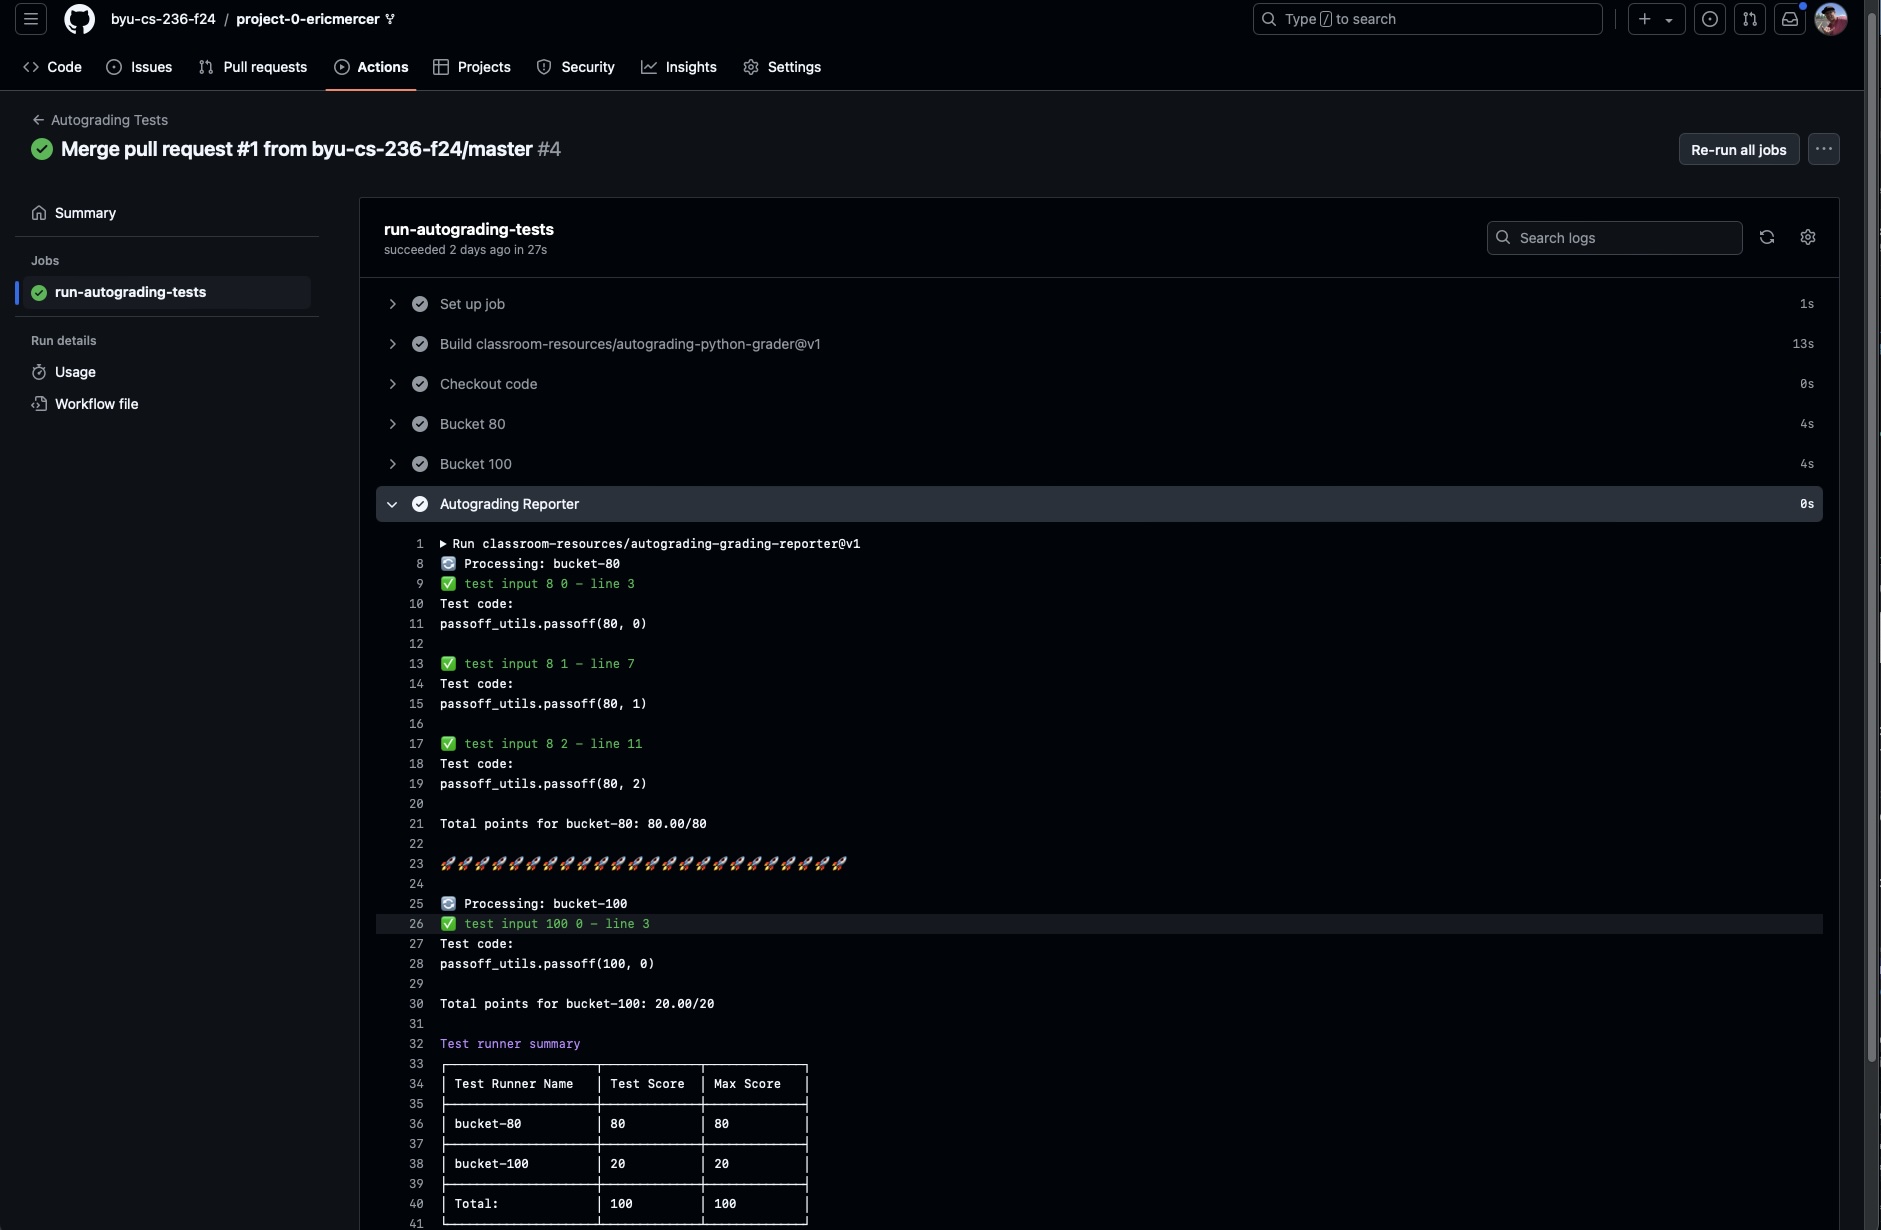 byu-cs-236-f24 / project-0-ericmercer
Type / to search
Code Issues Pull requests Actions Projects Security Insights Settings
← Autograding Tests
Merge pull request #1 from byu-cs-236-f24/master #4
Re-run all jobs
Summary
Jobs
run-autograding-tests
Run details
Usage
Workflow file
run-autograding-tests
succeeded 2 days ago in 27s
Search logs
Set up job 1s
Build classroom-resources/autograding-python-grader@v1 13s
Checkout code 0s
Bucket 80 4s
Bucket 100 4s
Autograding Reporter 0s
1 ▶ Run classroom-resources/autograding-grading-reporter@v1
8 🔄 Processing: bucket-80
9 ✅ test input 8 0 - line 3
10 Test code:
11 passoff_utils.passoff(80, 0)
12
13 ✅ test input 8 1 - line 7
14 Test code:
15 passoff_utils.passoff(80, 1)
16
17 ✅ test input 8 2 - line 11
18 Test code:
19 passoff_utils.passoff(80, 2)
20
21 Total points for bucket-80: 80.00/80
22
23 🚀🚀🚀🚀🚀🚀🚀🚀🚀🚀🚀🚀🚀🚀🚀🚀🚀🚀🚀🚀🚀🚀🚀🚀
24
25 🔄 Processing: bucket-100
26 ✅ test input 100 0 - line 3
27 Test code:
28 passoff_utils.passoff(100, 0)
29
30 Total points for bucket-100: 20.00/20
31
32 Test runner summary
33
34 Test Runner Name Test Score Max Score
35
36 bucket-80 80 80
37
38 bucket-100 20 20
39
40 Total: 100 100
41